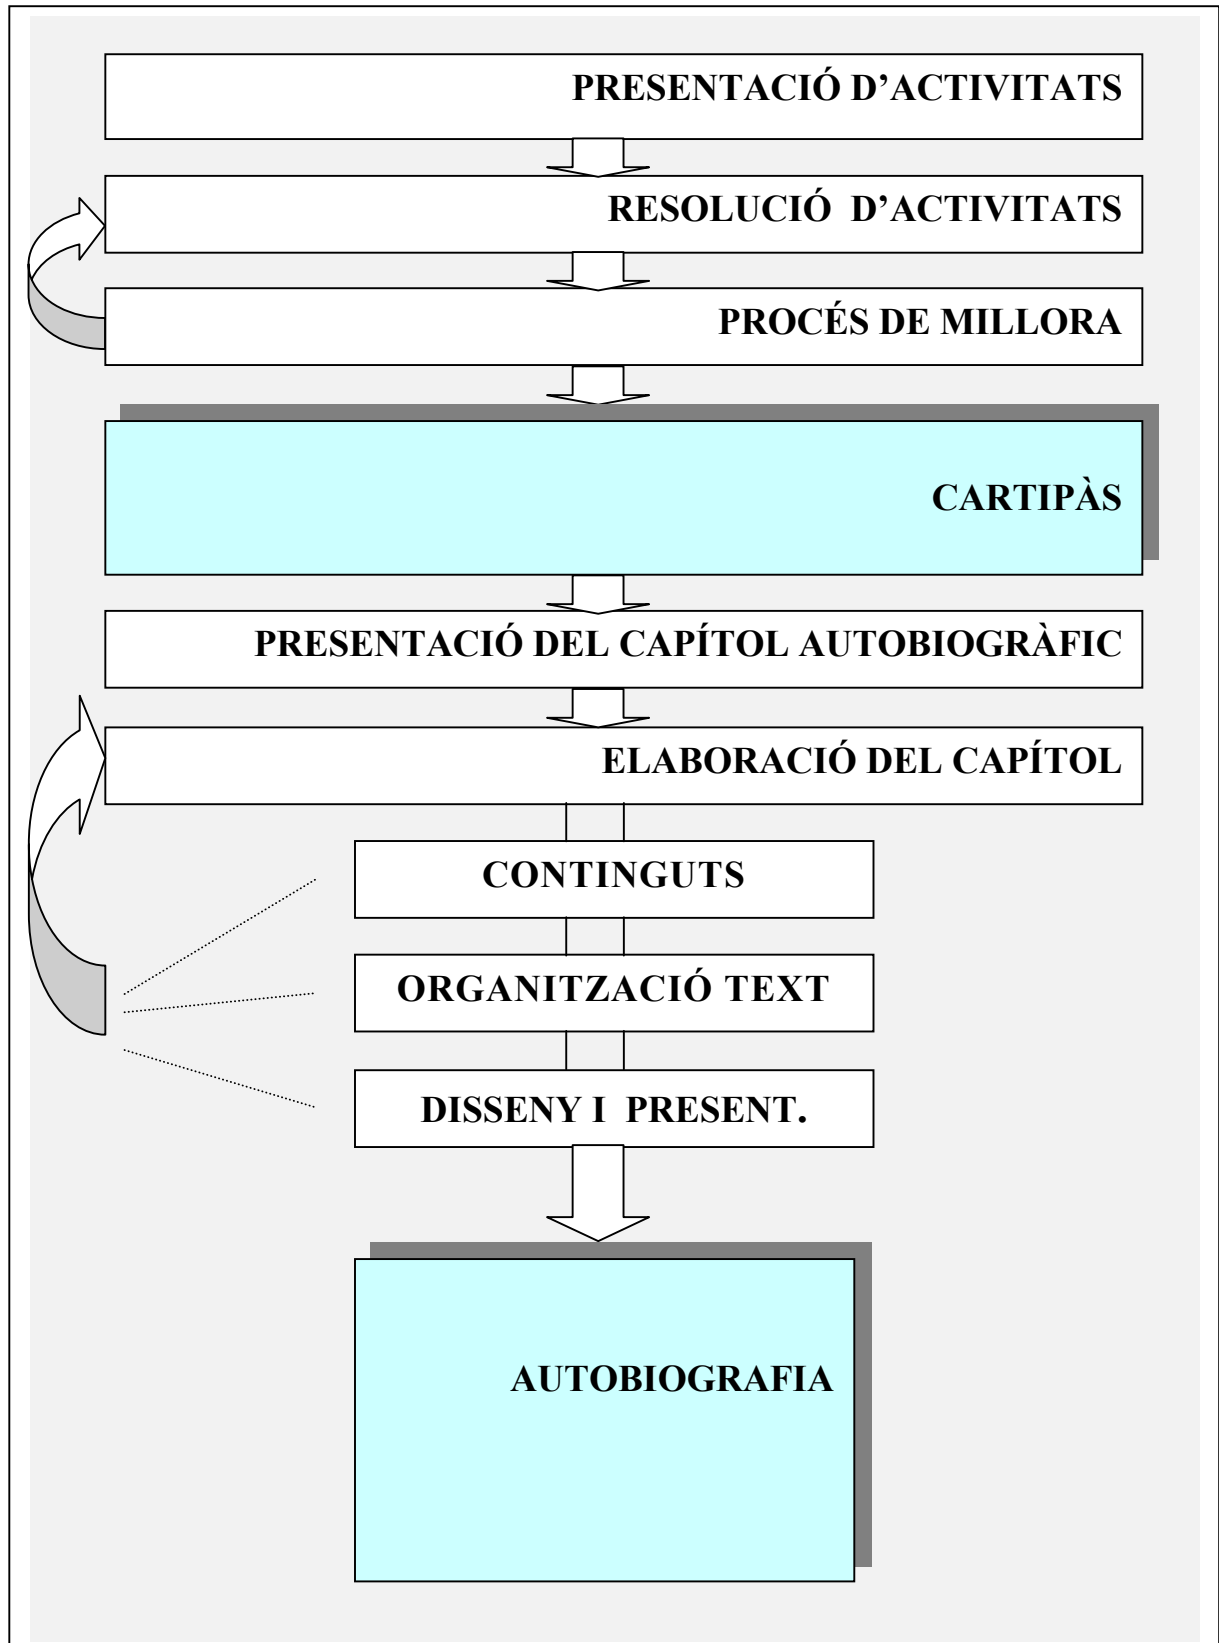 PRESENTACIÓ D’ACTIVITATS
RESOLUCIÓ D’ACTIVITATS
PROCÉS DE MILLORA
CARTIPÀS
PRESENTACIÓ DEL CAPÍTOL AUTOBIOGRÀFIC
ELABORACIÓ DEL CAPÍTOL
CONTINGUTS
ORGANITZACIÓ TEXT
DISSENY I PRESENT.
AUTOBIOGRAFIA